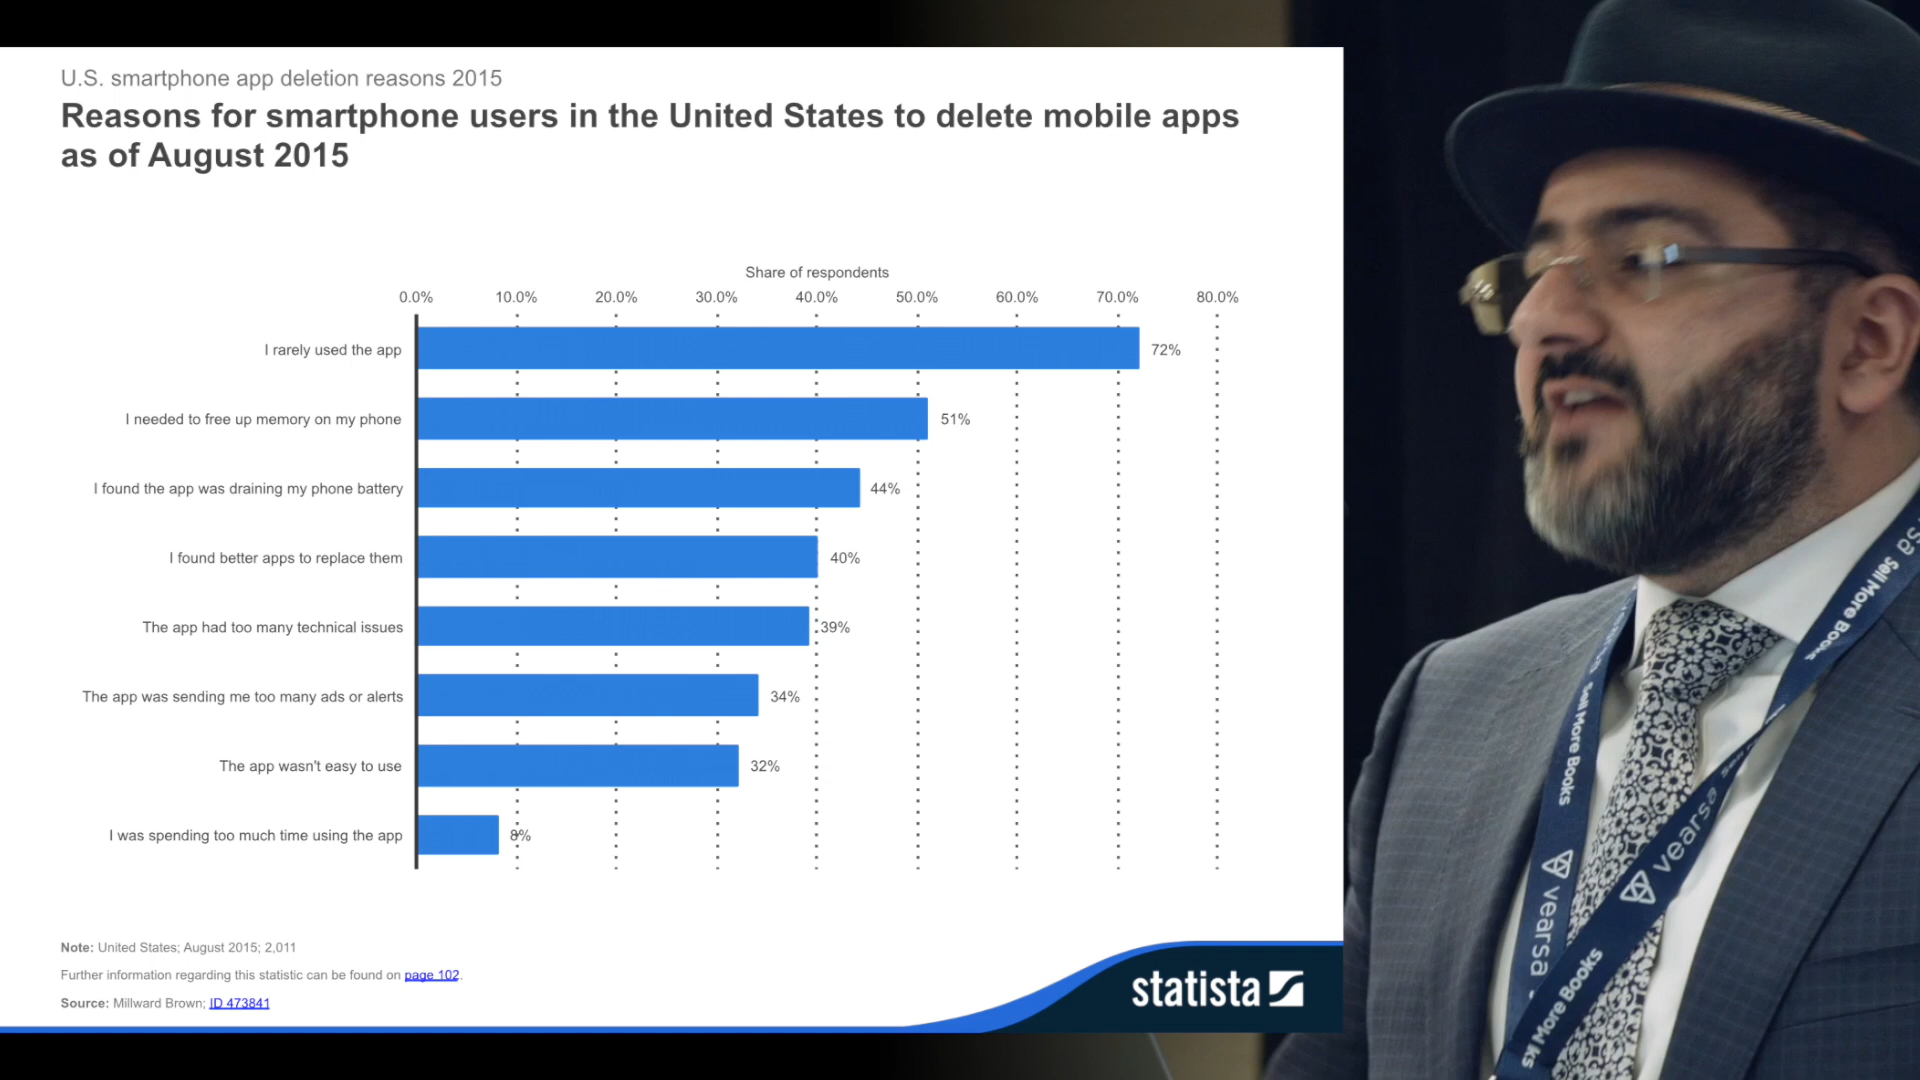 U.S. smartphone app deletion reasons 2015
Reasons for smartphone users in the United States to delete mobile apps
as of August 2015
Share of respondents
0.0% 10.0% 20.0% 30.0% 40.0% 50.0% 60.0% 70.0% 80.0%
I rarely used the app 72%
I needed to free up memory on my phone 51%
I found the app was draining my phone battery 44%
I found better apps to replace them 40%
The app had too many technical issues 39%
The app was sending me too many ads or alerts 34%
The app wasn't easy to use 32%
I was spending too much time using the app 8%
Note: United States; August 2015; 2,011
Further information regarding this statistic can be found on page 102.
Source: Millward Brown; ID 473841
statista
Sell More Books
Sell More Books
vearsa
vearsa
More Books